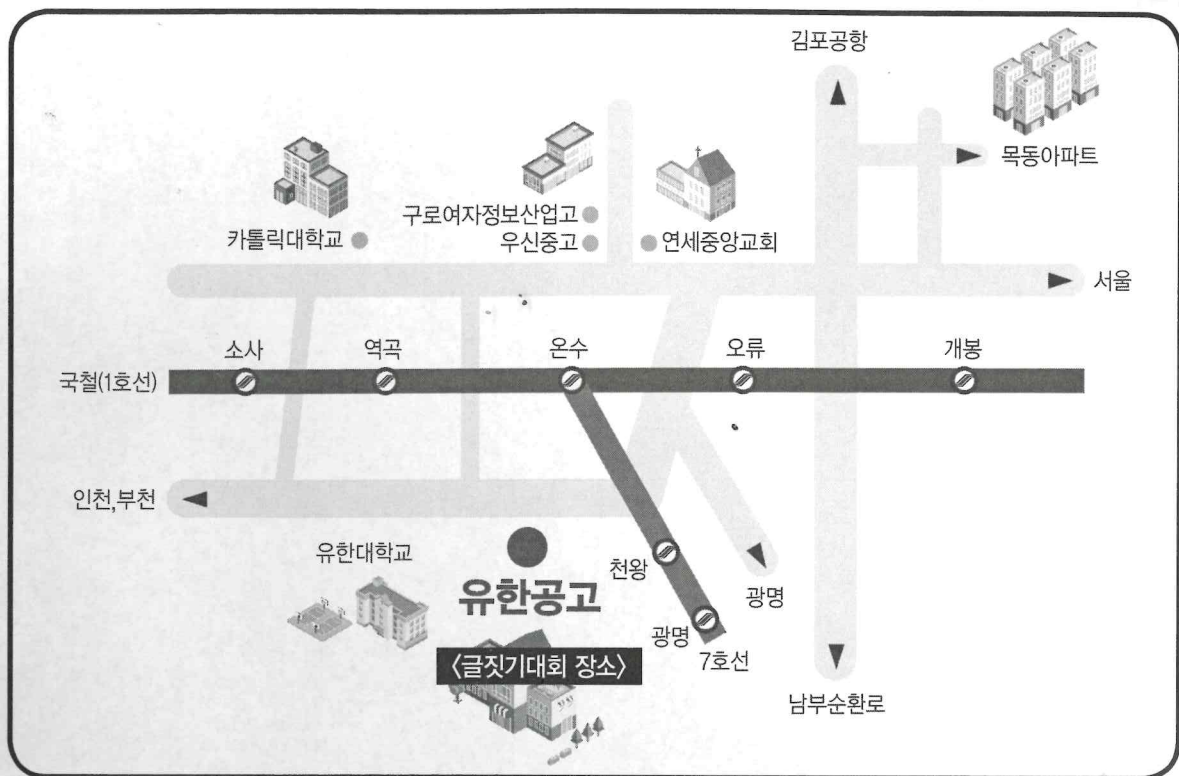 김포공항
목동아파트
구로여자정보산업고
우신중고
카톨릭대학교
연세중앙교회
서울
소사
역곡
온수
오류
개봉
국철(1호선)
인천,부천
유한대학교
유한공고
천왕
광명
광명
7호선
〈글짓기대회 장소〉
남부순환로